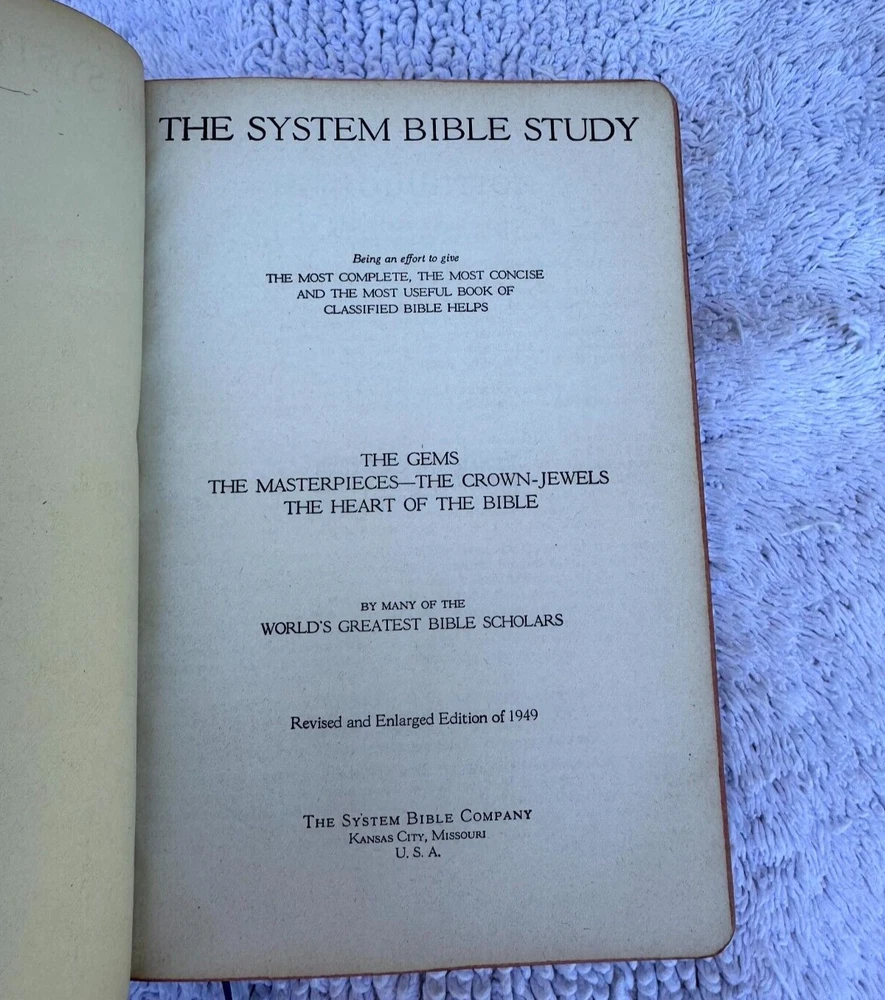 THE SYSTEM BIBLE STUDY
Being an effort to give
THE MOST COMPLETE, THE MOST CONCISE
AND THE MOST USEFUL BOOK OF
CLASSIFIED BIBLE HELPS
THE GEMS
THE MASTERPIECES—THE CROWN-JEWELS
THE HEART OF THE BIBLE
BY MANY OF THE
WORLD'S GREATEST BIBLE SCHOLARS
Revised and Enlarged Edition of 1949
THE SYSTEM BIBLE COMPANY
KANSAS CITY, MISSOURI
U. S. A.